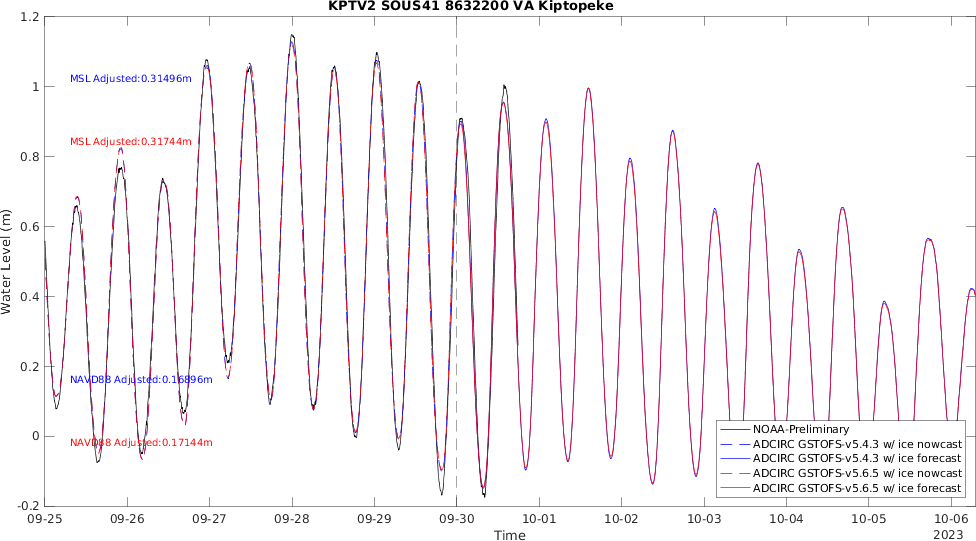 KPTV2 SOUS41 8632200 VA Kiptopeke
1.2
1
0.8
0.6
0.4
0.2
0
-0.2
Water Level (m)
MSL Adjusted:0.31496m
MSL Adjusted:0.31744m
NAVD88 Adjusted:0.16896m
NAVD88 Adjusted:0.17144m
NOAA-Preliminary
ADCIRC GSTOFS-v5.4.3 w/ ice nowcast
ADCIRC GSTOFS-v5.4.3 w/ ice forecast
ADCIRC GSTOFS-v5.6.5 w/ ice nowcast
ADCIRC GSTOFS-v5.6.5 w/ ice forecast
09-25 09-26 09-27 09-28 09-29 09-30 10-01 10-02 10-03 10-04 10-05 10-06
2023
Time